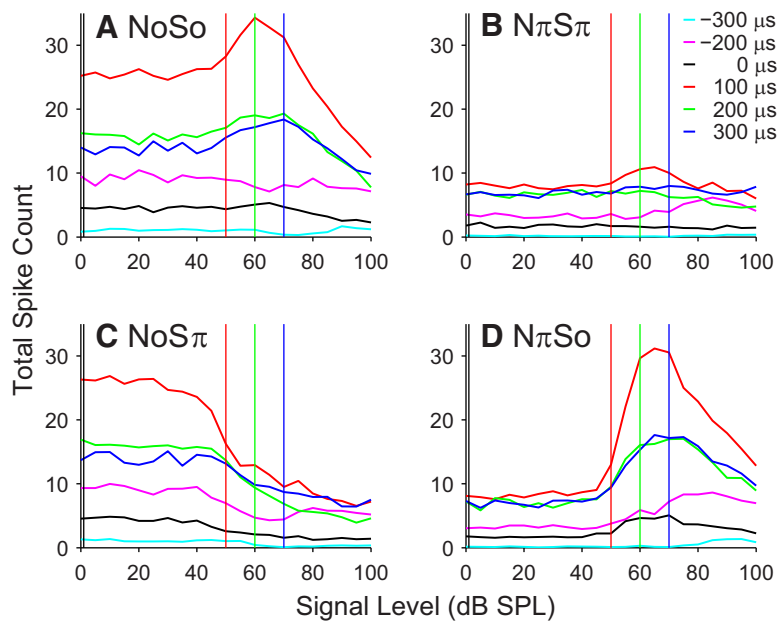 A NoSo
B NπSπ
−300 µs
−200 µs
0 µs
100 µs
200 µs
300 µs
30
20
10
0
0 20 40 60 80 100
30
20
10
0
0 20 40 60 80 100
C NoSπ
D NπSo
30
20
10
0
0 20 40 60 80 100
30
20
10
0
0 20 40 60 80 100
Total Spike Count
Signal Level (dB SPL)